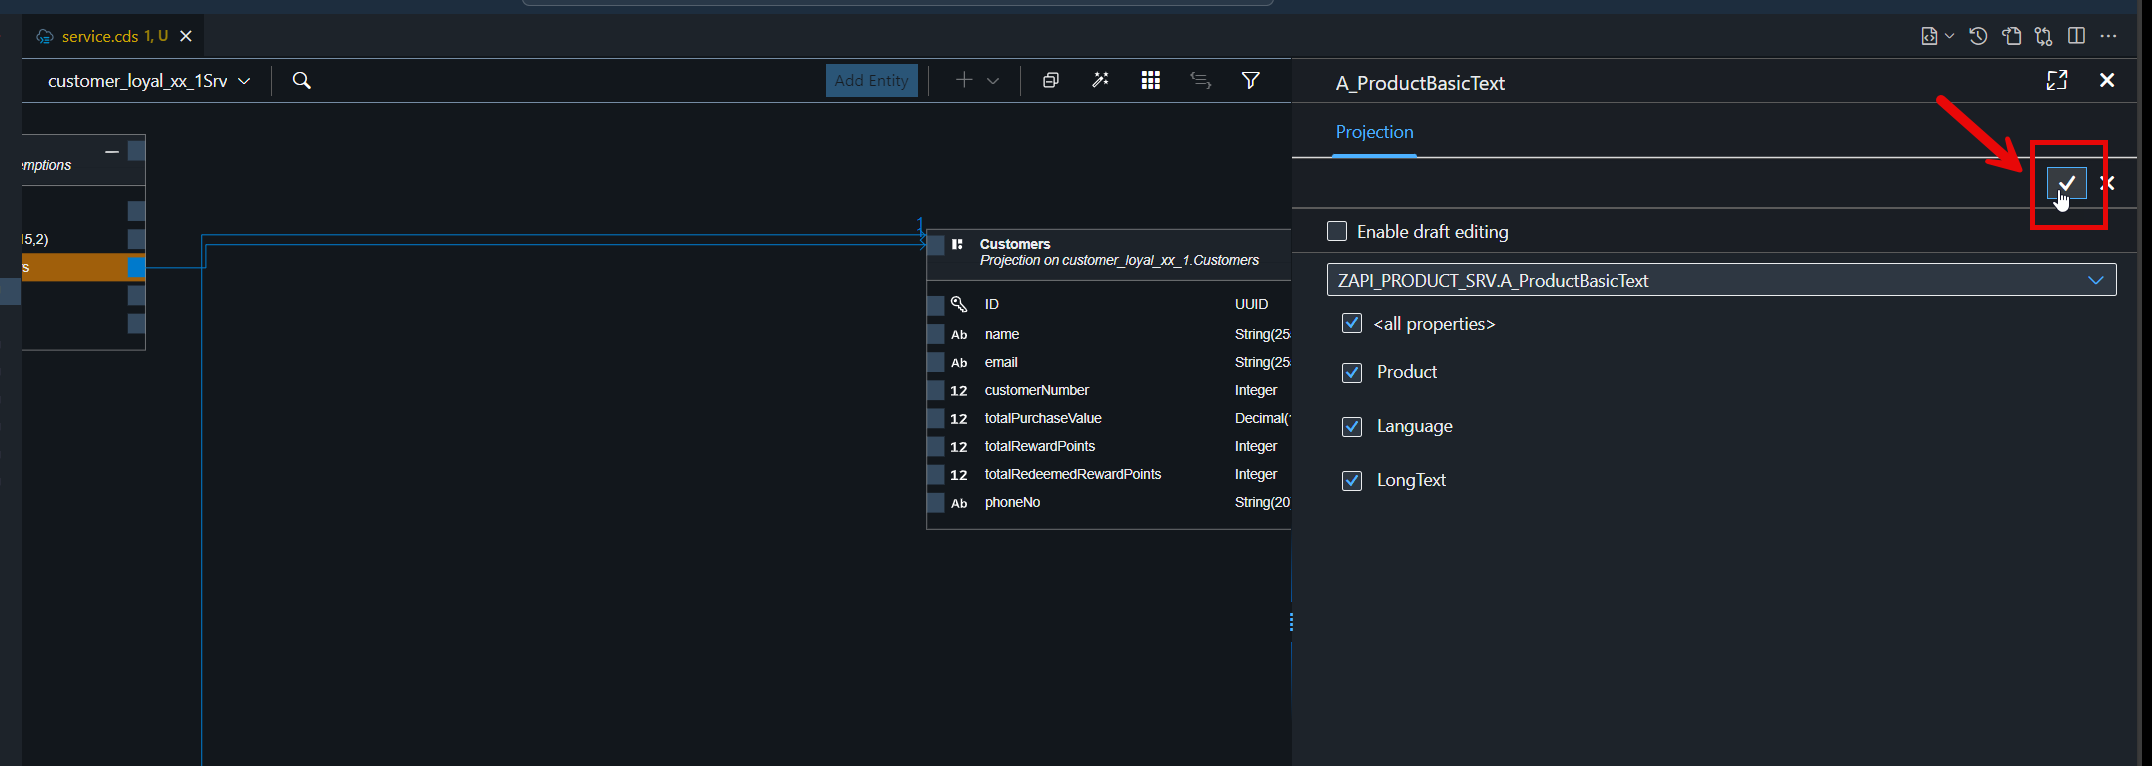 service.cds 1, U
customer_loyal_xx_1Srv
Add Entity
A_ProductBasicText
Projection
Enable draft editing
ZAPI_PRODUCT_SRV.A_ProductBasicText
<all properties>
Product
Language
LongText
emptions
15,2)
s
1
Customers
Projection on customer_loyal_xx_1.Customers
ID UUID
Ab name String(25
Ab email String(25
12 customerNumber Integer
12 totalPurchaseValue Decimal(
12 totalRewardPoints Integer
12 totalRedeemedRewardPoints Integer
Ab phoneNo String(20